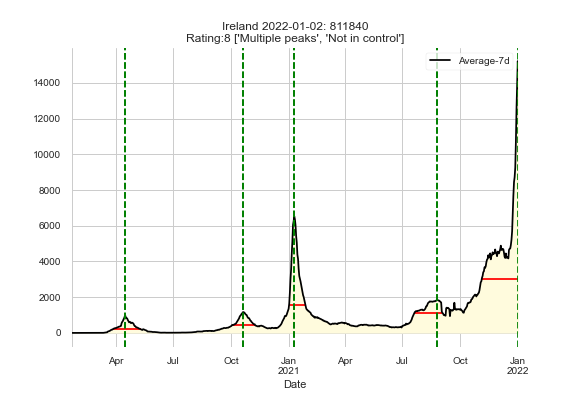 Ireland 2022-01-02: 811840
Rating:8 ['Multiple peaks', 'Not in control']
Average-7d
14000
12000
10000
8000
6000
4000
2000
0
Apr Jul Oct Jan Apr Jul Oct Jan
2021 2022
Date